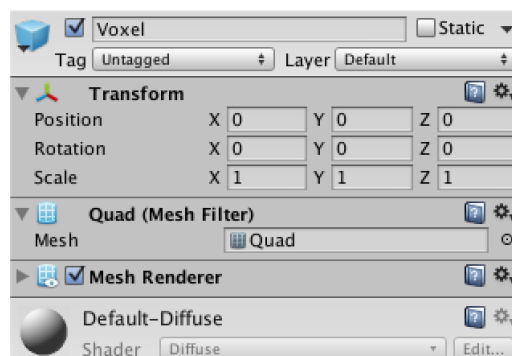 Voxel Static
Tag Untagged Layer Default
Transform
Position X 0 Y 0 Z 0
Rotation X 0 Y 0 Z 0
Scale X 1 Y 1 Z 1
Quad (Mesh Filter)
Mesh Quad
Mesh Renderer
Default-Diffuse
Shader Diffuse Edit...